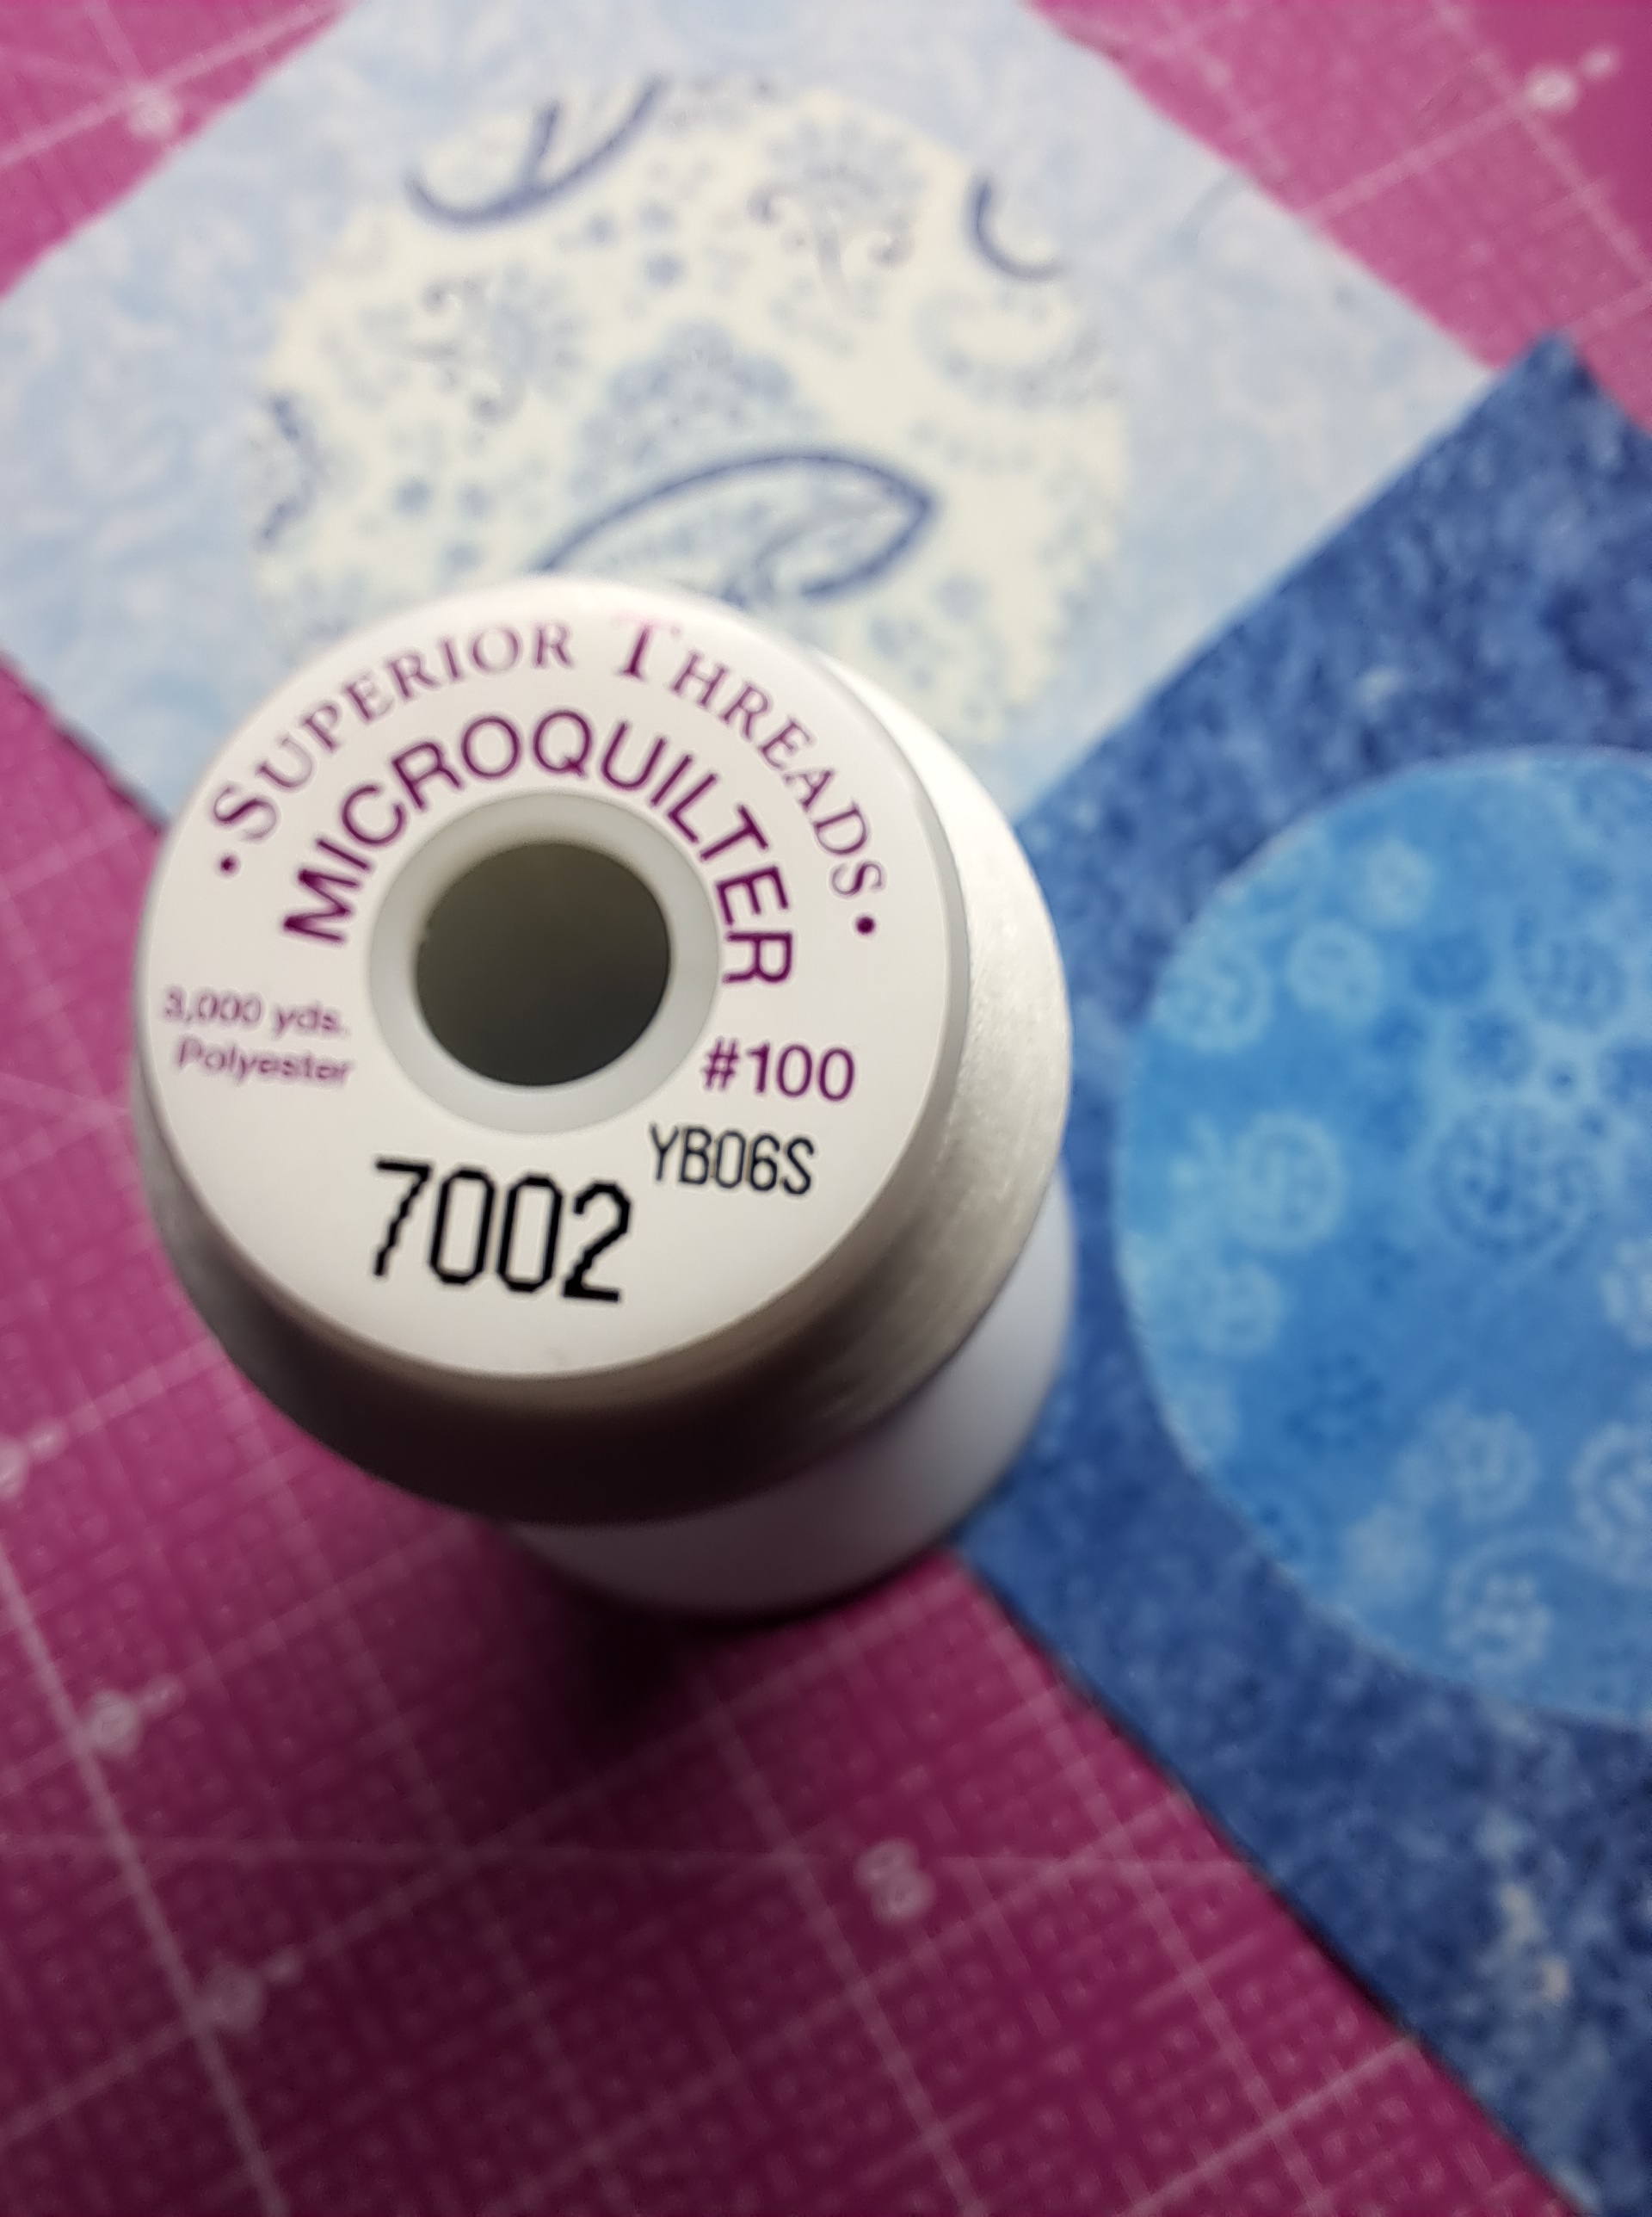 • SUPERIOR THREADS •
MICROQUILTER
3,000 yds.
Polyester
#100
YB06S
7002